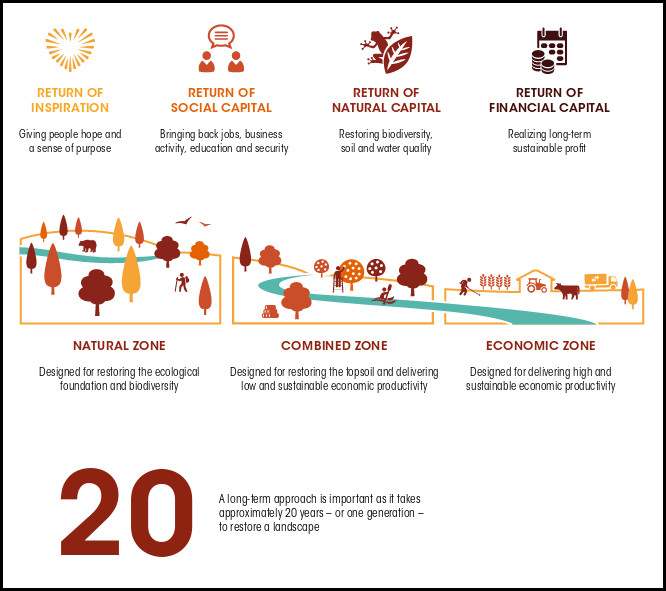 RETURN OF
INSPIRATION
Giving people hope and
a sense of purpose
RETURN OF
SOCIAL CAPITAL
Bringing back jobs, business
activity, education and security
RETURN OF
NATURAL CAPITAL
Restoring biodiversity,
soil and water quality
RETURN OF
FINANCIAL CAPITAL
Realizing long-term
sustainable profit
NATURAL ZONE
Designed for restoring the ecological
foundation and biodiversity
COMBINED ZONE
Designed for restoring the topsoil and delivering
low and sustainable economic productivity
ECONOMIC ZONE
Designed for delivering high and
sustainable economic productivity
20
A long-term approach is important as it takes
approximately 20 years – or one generation –
to restore a landscape